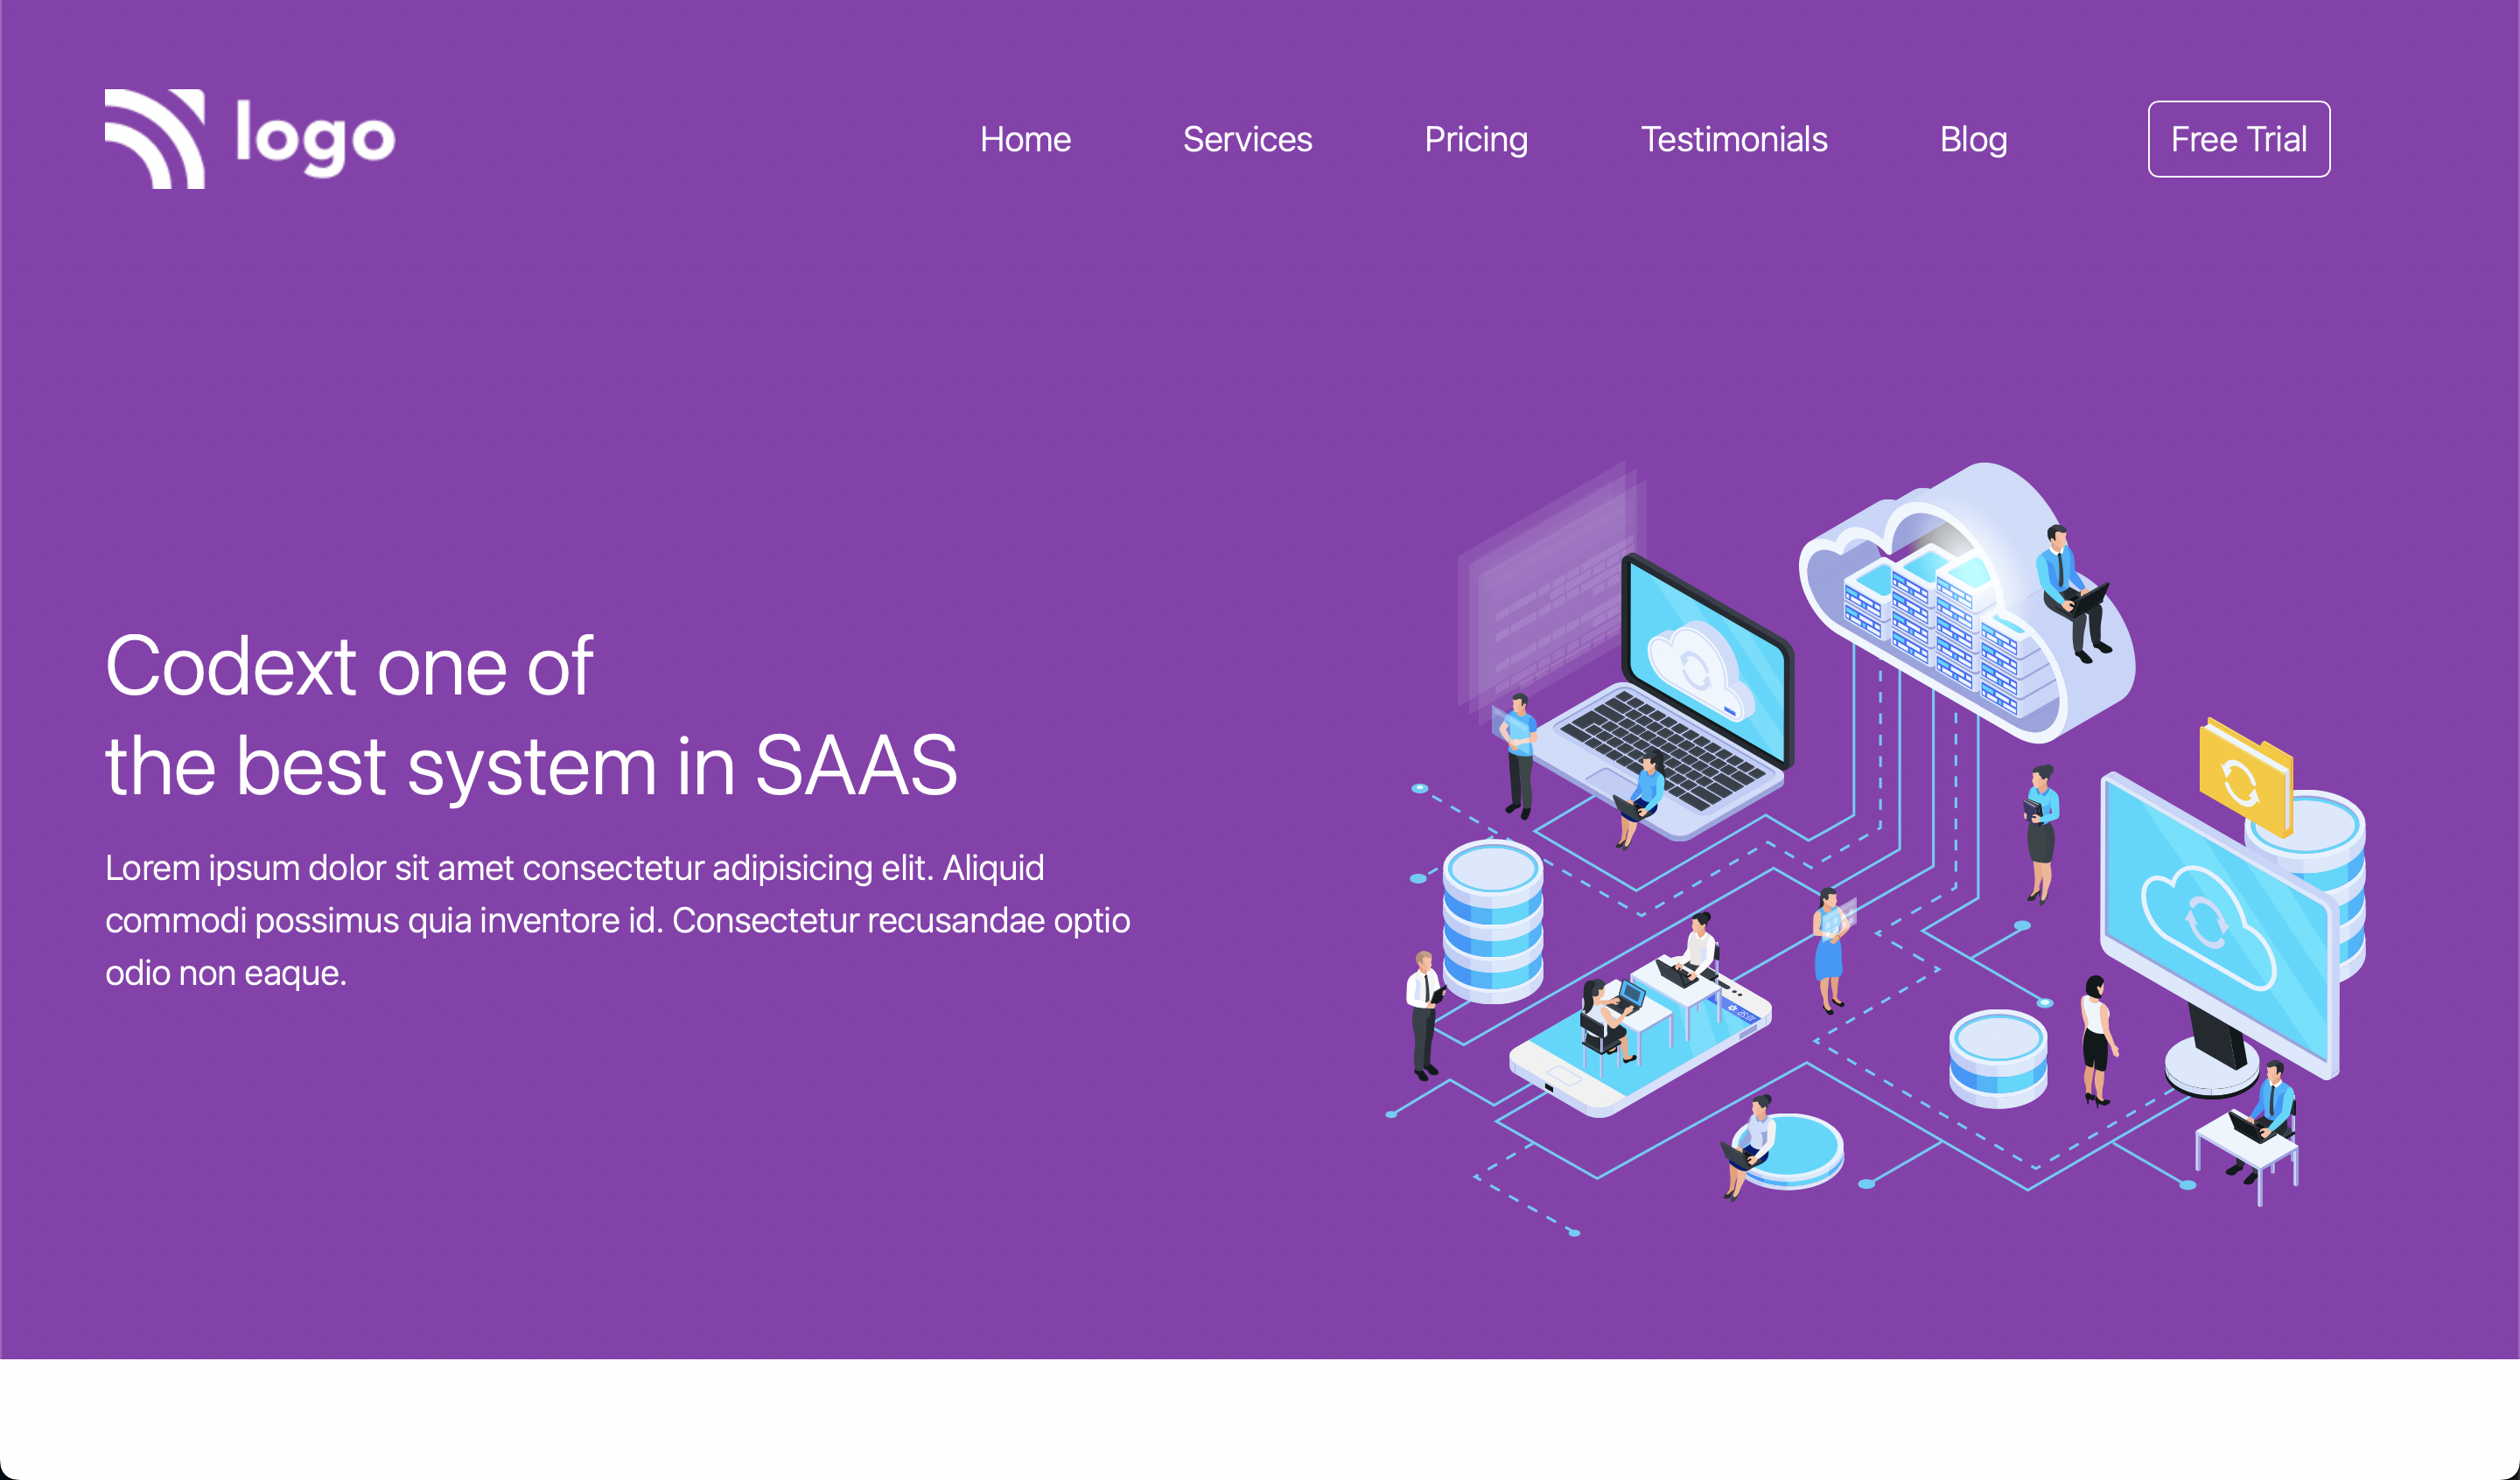 logo
Home
Services
Pricing
Testimonials
Blog
Free Trial
Codext one of
the best system in SAAS
Lorem ipsum dolor sit amet consectetur adipisicing elit. Aliquid
commodi possimus quia inventore id. Consectetur recusandae optio
odio non eaque.